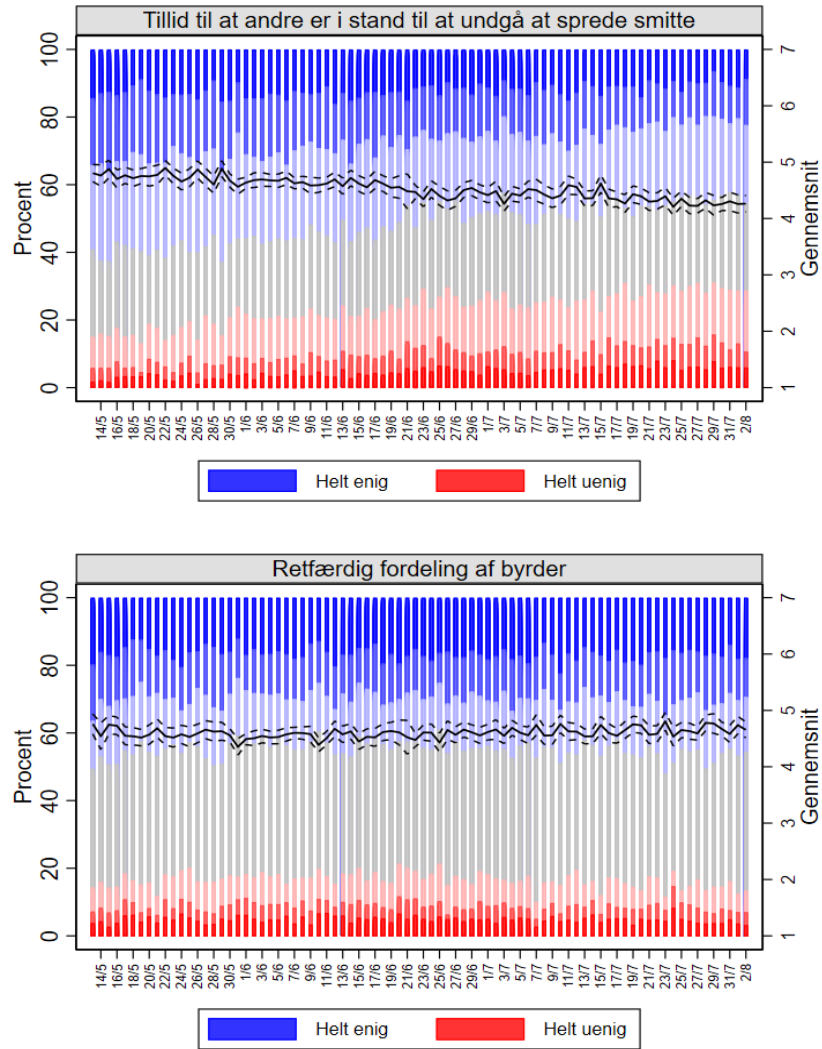 Tillid til at andre er i stand til at undgå at sprede smitte
Procent
100
80
60
40
20
0
7
6
5
4
3
2
1
Gennemsnit
14/5 16/5 18/5 20/5 22/5 24/5 26/5 28/5 30/5 1/6 3/6 5/6 7/6 9/6 11/6 13/6 15/6 17/6 19/6 21/6 23/6 25/6 27/6 29/6 1/7 3/7 5/7 7/7 9/7 11/7 13/7 15/7 17/7 19/7 21/7 23/7 25/7 27/7 29/7 31/7 2/8
Helt enig Helt uenig
Retfærdig fordeling af byrder
Procent
100
80
60
40
20
0
7
6
5
4
3
2
1
Gennemsnit
14/5 16/5 18/5 20/5 22/5 24/5 26/5 28/5 30/5 1/6 3/6 5/6 7/6 9/6 11/6 13/6 15/6 17/6 19/6 21/6 23/6 25/6 27/6 29/6 1/7 3/7 5/7 7/7 9/7 11/7 13/7 15/7 17/7 19/7 21/7 23/7 25/7 27/7 29/7 31/7 2/8
Helt enig Helt uenig